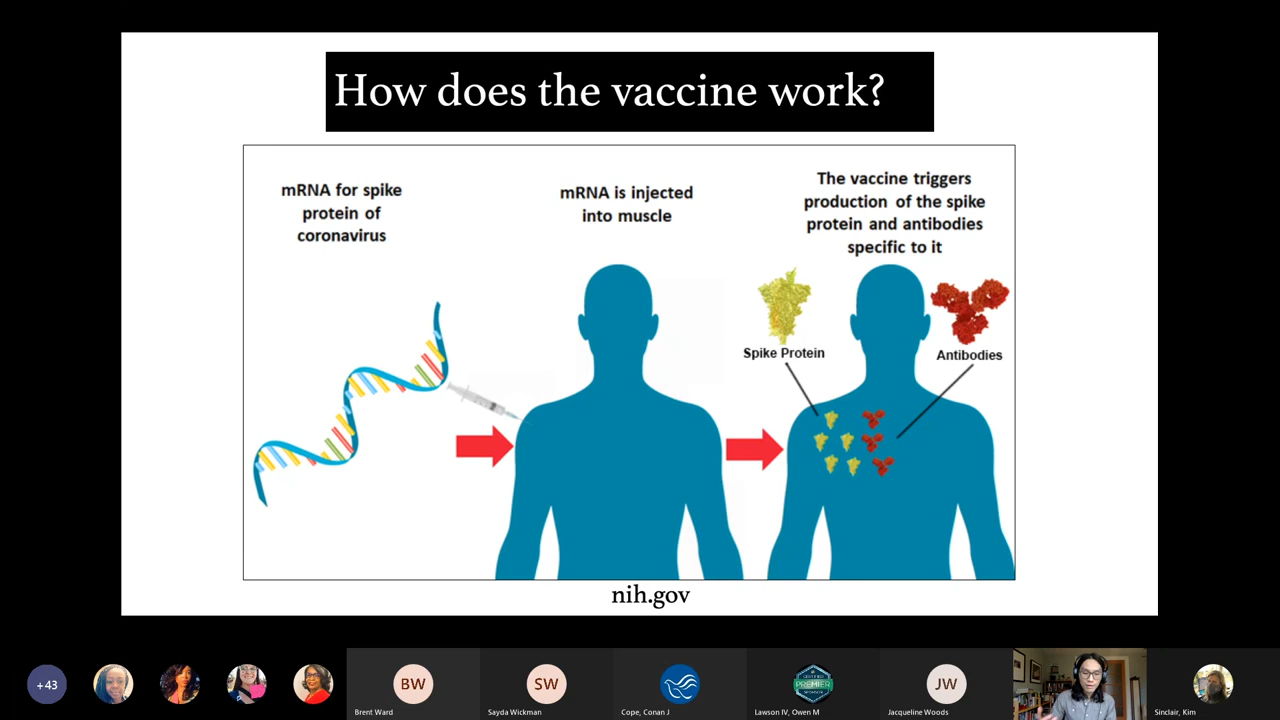 How does the vaccine work?
mRNA for spike
protein of
coronavirus
mRNA is injected
into muscle
The vaccine triggers
production of the spike
protein and antibodies
specific to it
Spike Protein
Antibodies
nih.gov
+43
BW
Brent Ward
SW
Sayda Wickman
Cope, Conan J
PREMIER
Lawson IV, Owen M
JW
Jacqueline Woods
Sinclair, Kim